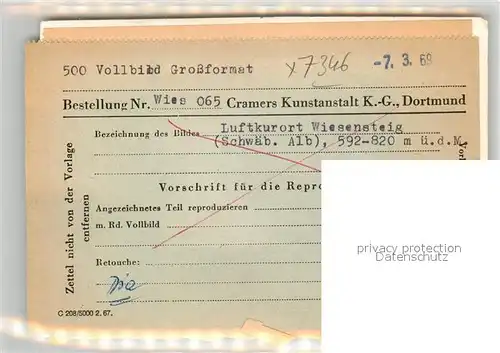 500 Vollbild Großformat
x7346
-7. 3. 69
Bestellung Nr. Wies 065 Cramers Kunstanstalt K.-G., Dortmund
Bezeichnung des Bildes Luftkurort Wiesensteig
(Schwäb. Alb), 592-820 m ü.d.M
Vorschrift für die Repro
Angezeichnetes Teil reproduzieren
m. Rd. Vollbild
Retouche:
Dia
C 208/5000 2. 67.
Zettel nicht von der Vorlage
entfernen
privacy protection
Datenschutz